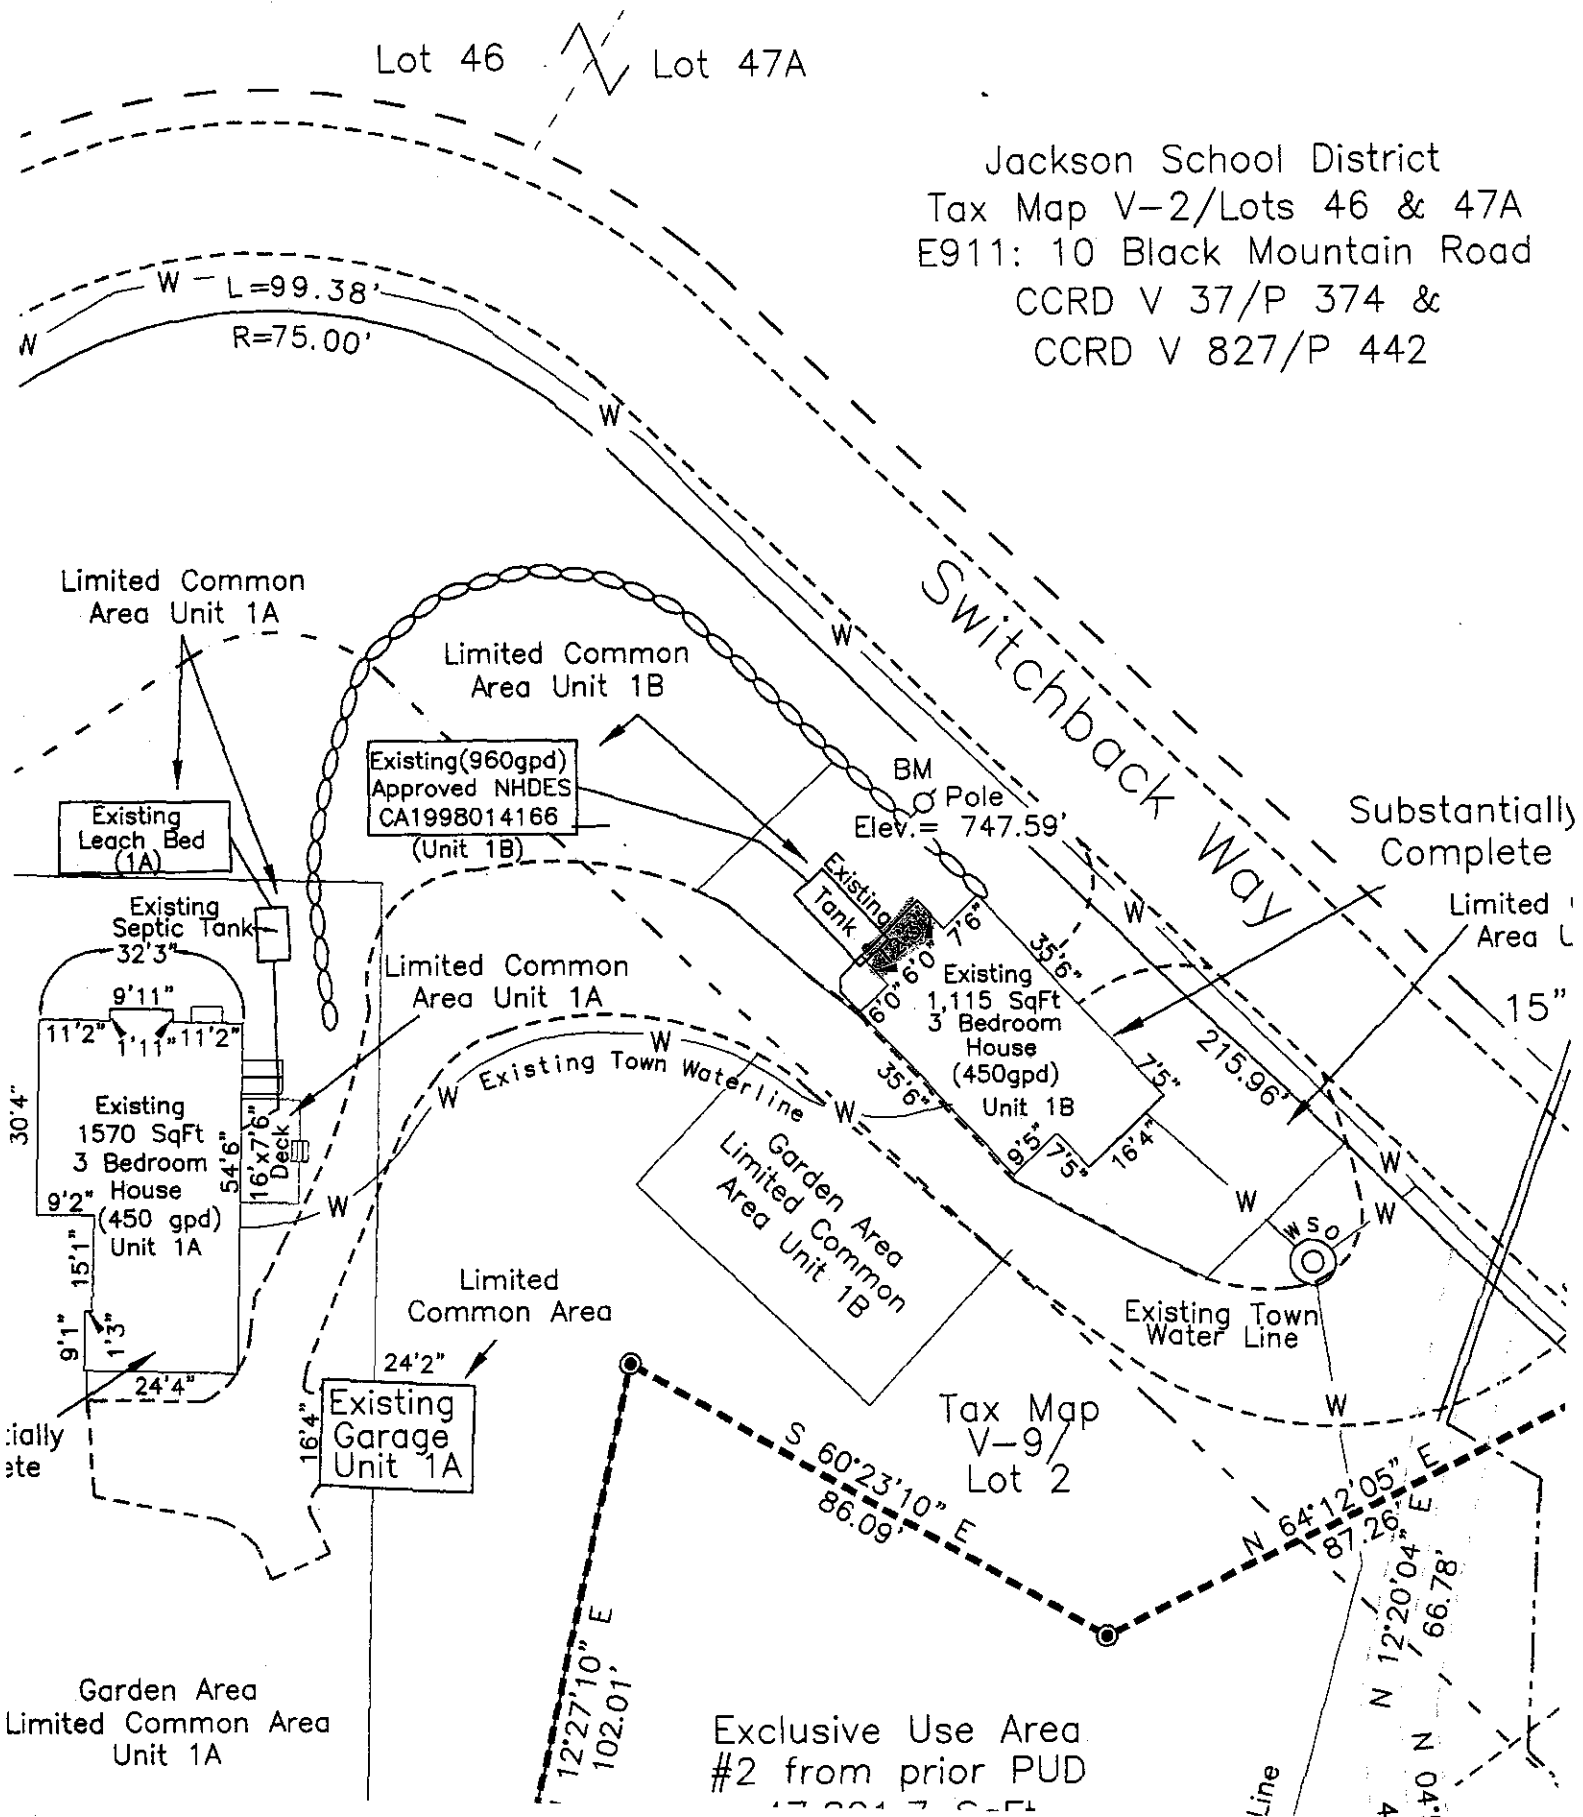 Lot 46
Lot 47A
Jackson School District
Tax Map V-2/Lots 46 & 47A
E911: 10 Black Mountain Road
CCRD V 37/P 374 &
CCRD V 827/P 442
W
L=99.38'
R=75.00'
W
W
Switchback Way
Limited Common
Area Unit 1A
Limited Common
Area Unit 1B
W
Existing(960gpd)
Approved NHDES
CA1998014166
(Unit 1B)
BM
Pole
Elev.= 747.59'
Substantially
Complete
Limited
Area
15"
Existing
Leach Bed
(1A)
Existing
Septic Tank
Existing
Tank
W
32'3"
9'11"
11'2"
1'11"
11'2"
Limited Common
Area Unit 1A
7'6"
6'0"
6'0"
35'6"
Existing
1,115 SqFt
3 Bedroom
House
(450gpd)
Unit 1B
7'5"
215.96'
35'6"
9'5"
7'5"
16'4"
W
Existing Town Waterline
W
W
30'4"
Existing
1570 SqFt
3 Bedroom
House
(450 gpd)
Unit 1A
54'6"
16'x7'6"
Deck
9'2"
15'1"
9'1"
1'3"
24'4"
W
Garden Area
Limited Common
Area Unit 1B
W
W
W
WSO
Existing Town
Water Line
W
Limited
Common Area
24'2"
16'4"
Existing
Garage
Unit 1A
Tax Map
V-9/
Lot 2
S 60°23'10" E
86.09'
N 64°12'05" E
87.26'
N 12°20'04" E
66.78'
12°27'10" E
102.01'
Garden Area
Limited Common Area
Unit 1A
Exclusive Use Area
#2 from prior PUD
Line
N 04°